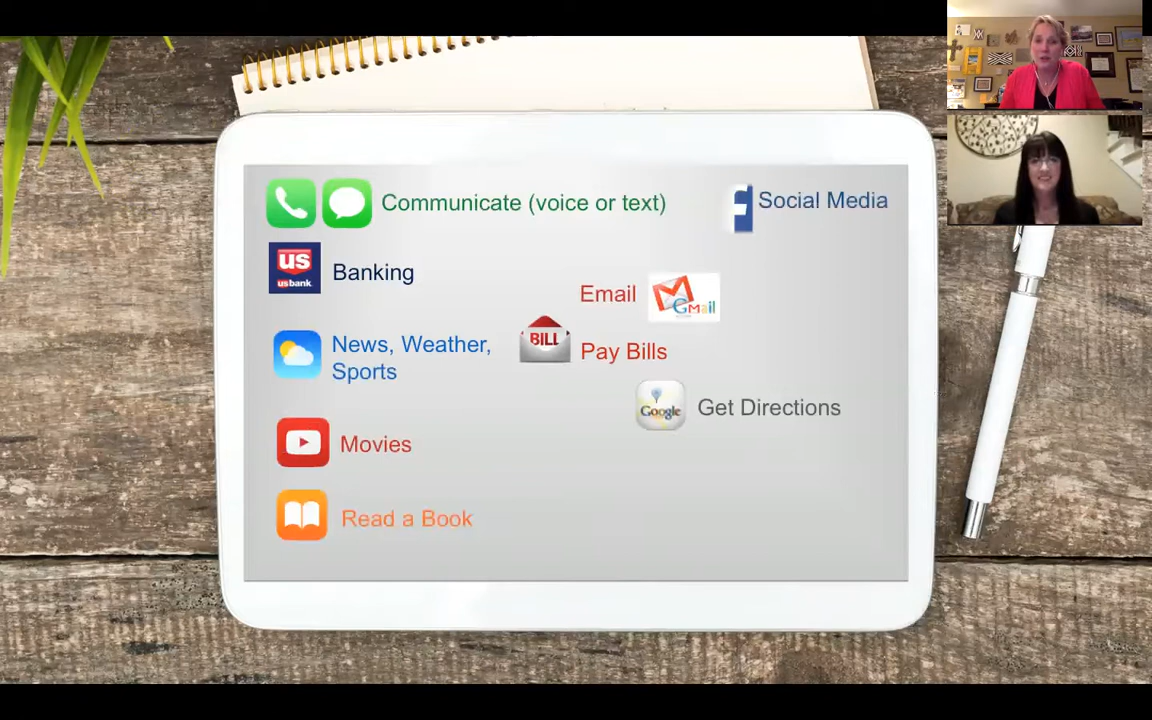 Communicate (voice or text)
Social Media
us
usbank
Banking
Email
GMail
News, Weather,
Sports
BILL
Pay Bills
Google
Get Directions
Movies
Read a Book